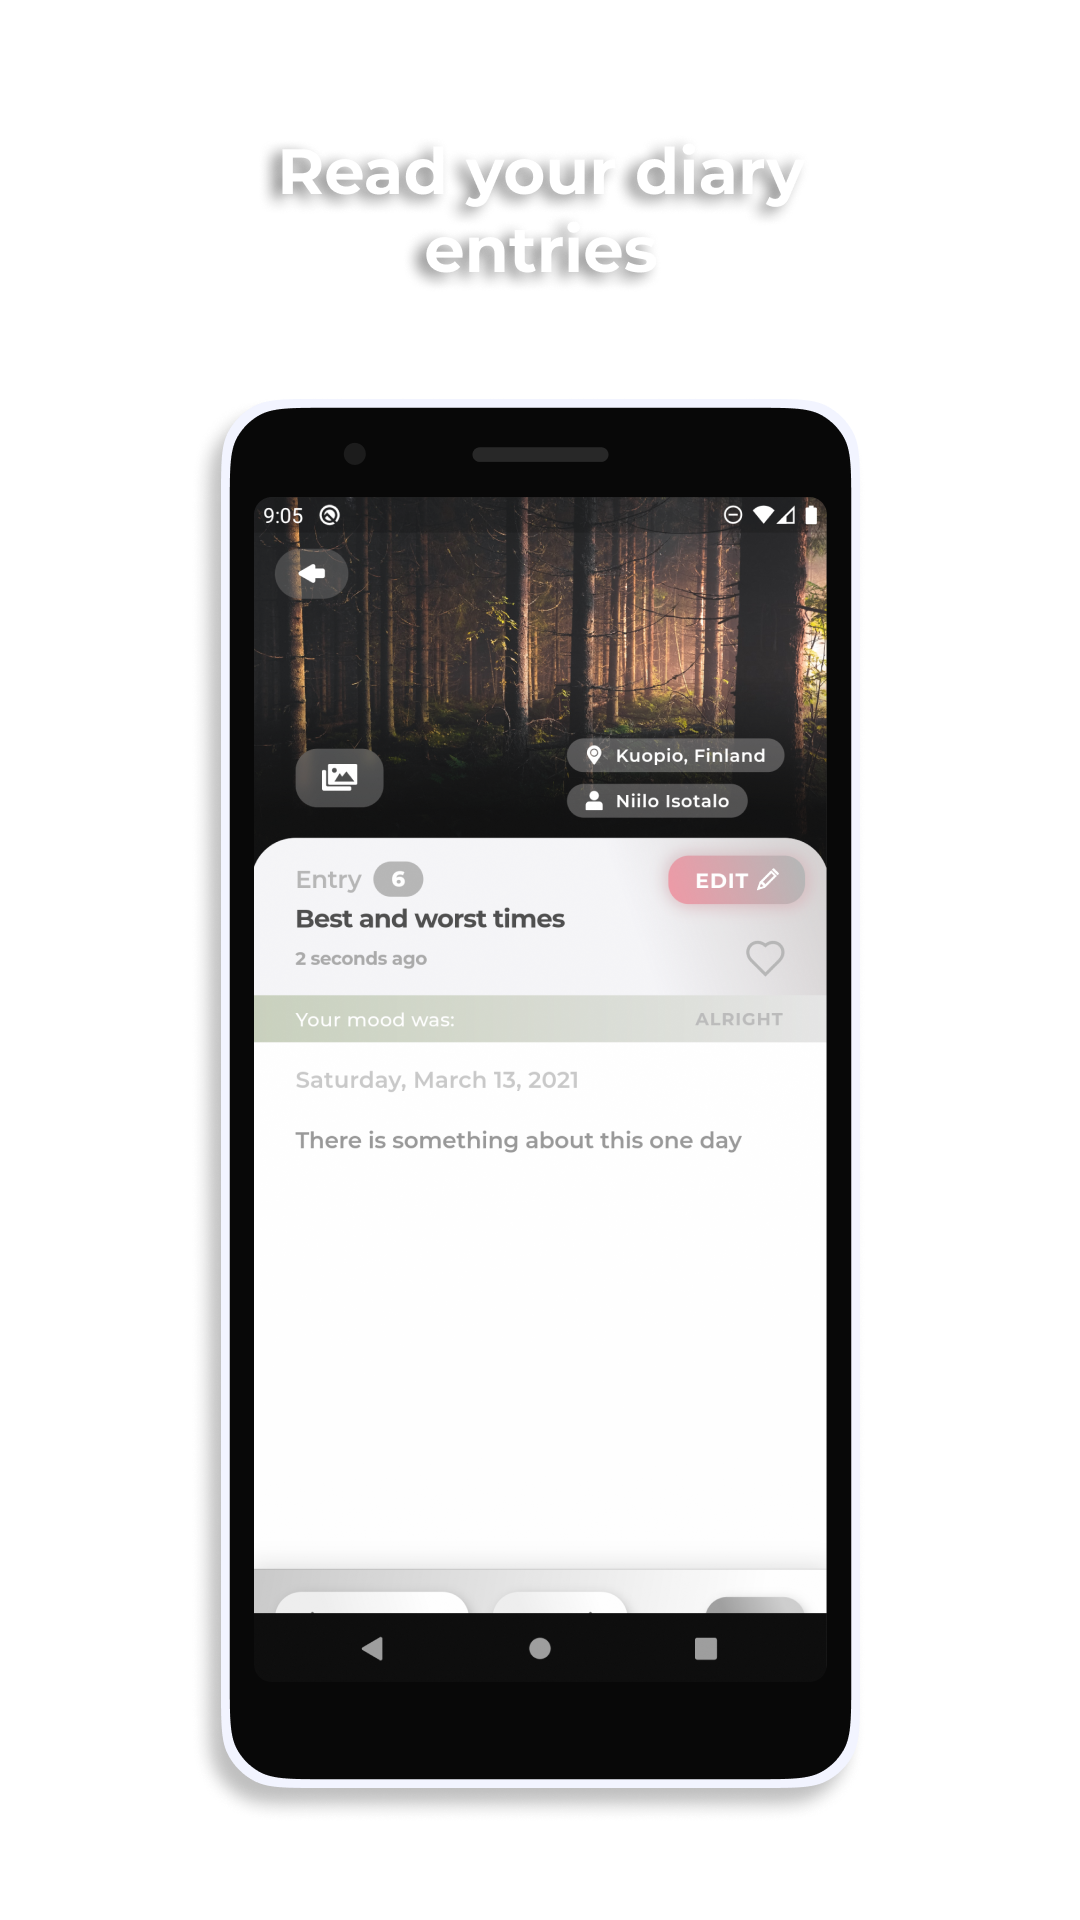 Read your diary
entries
9:05
Kuopio, Finland
Niilo Isotalo
Entry 6
EDIT
Best and worst times
2 seconds ago
Your mood was: ALRIGHT
Saturday, March 13, 2021
There is something about this one day